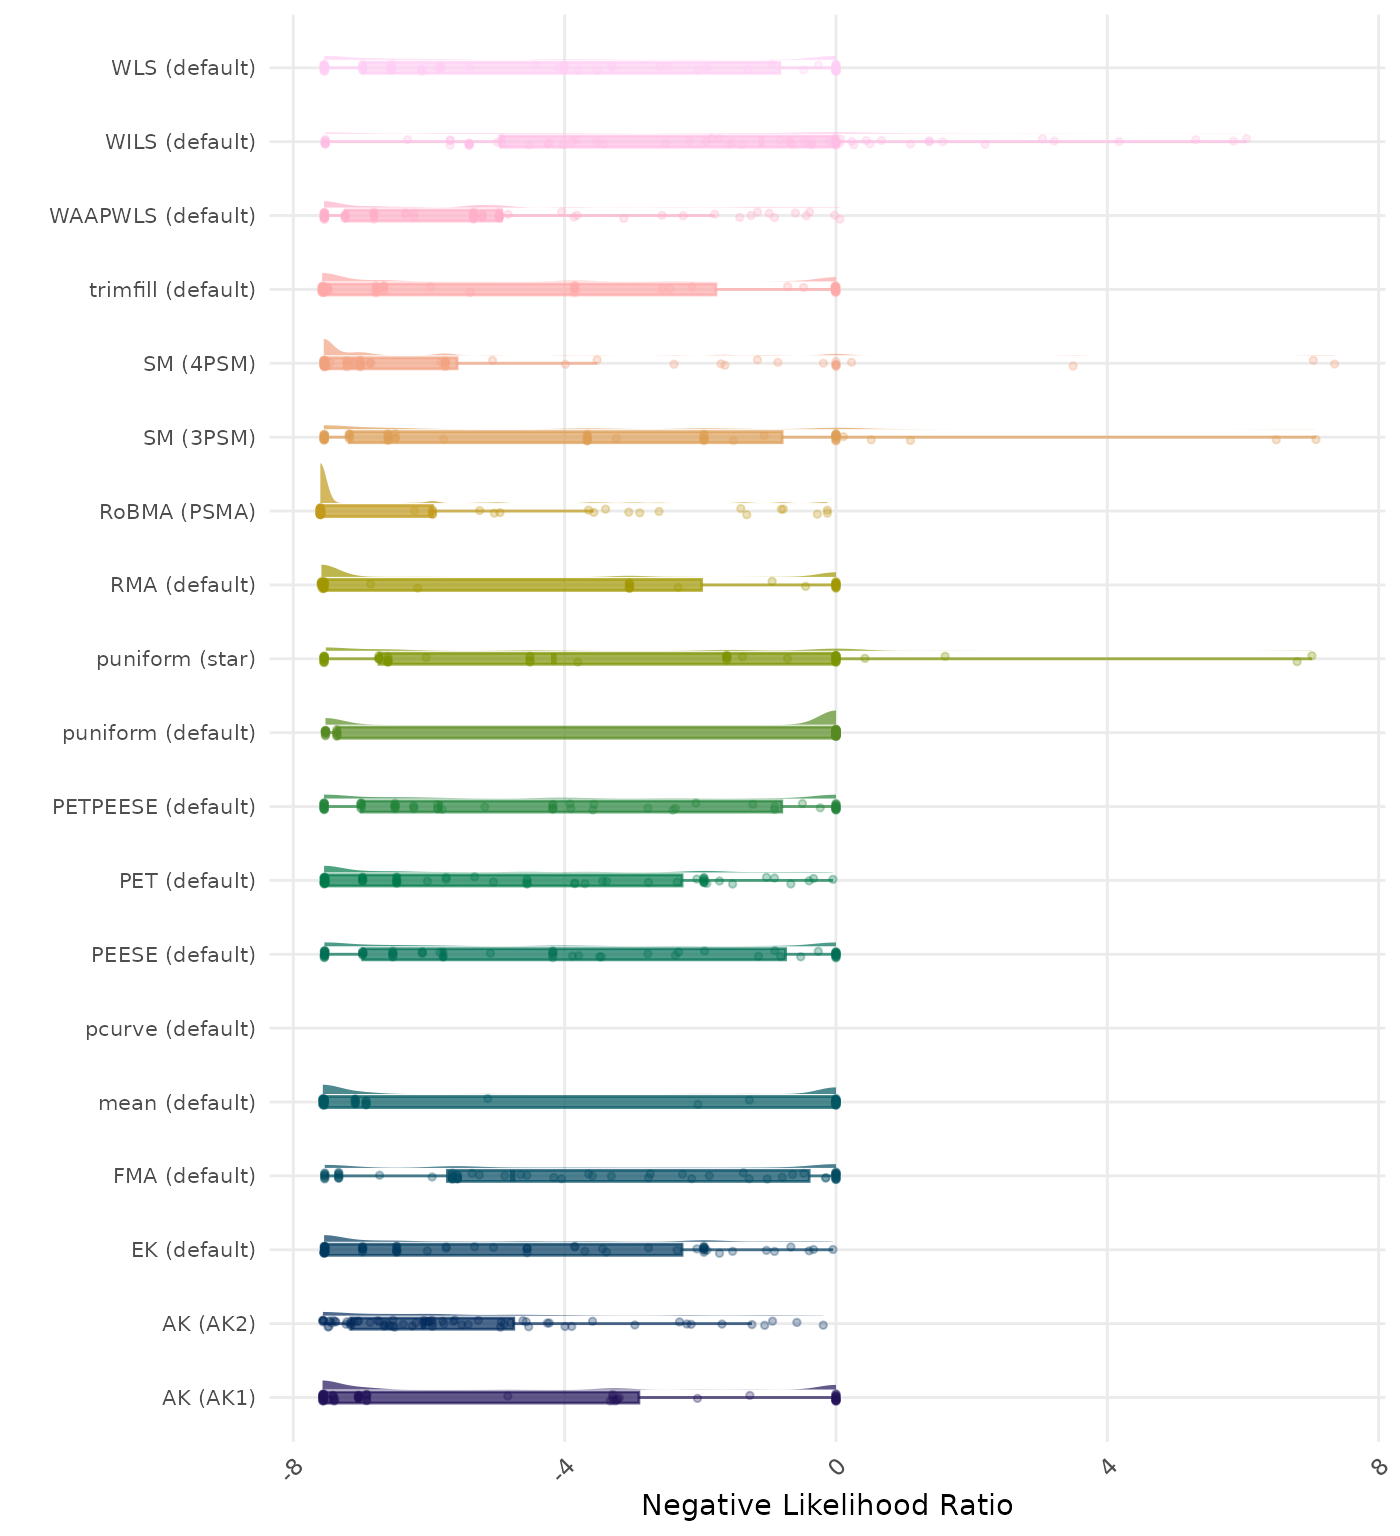 WLS (default)
WILS (default)
WAAPWLS (default)
trimfill (default)
SM (4PSM)
SM (3PSM)
RoBMA (PSMA)
RMA (default)
puniform (star)
puniform (default)
PETPEESE (default)
PET (default)
PEESE (default)
pcurve (default)
mean (default)
FMA (default)
EK (default)
AK (AK2)
AK (AK1)
-8 -4 0 4 8
Negative Likelihood Ratio